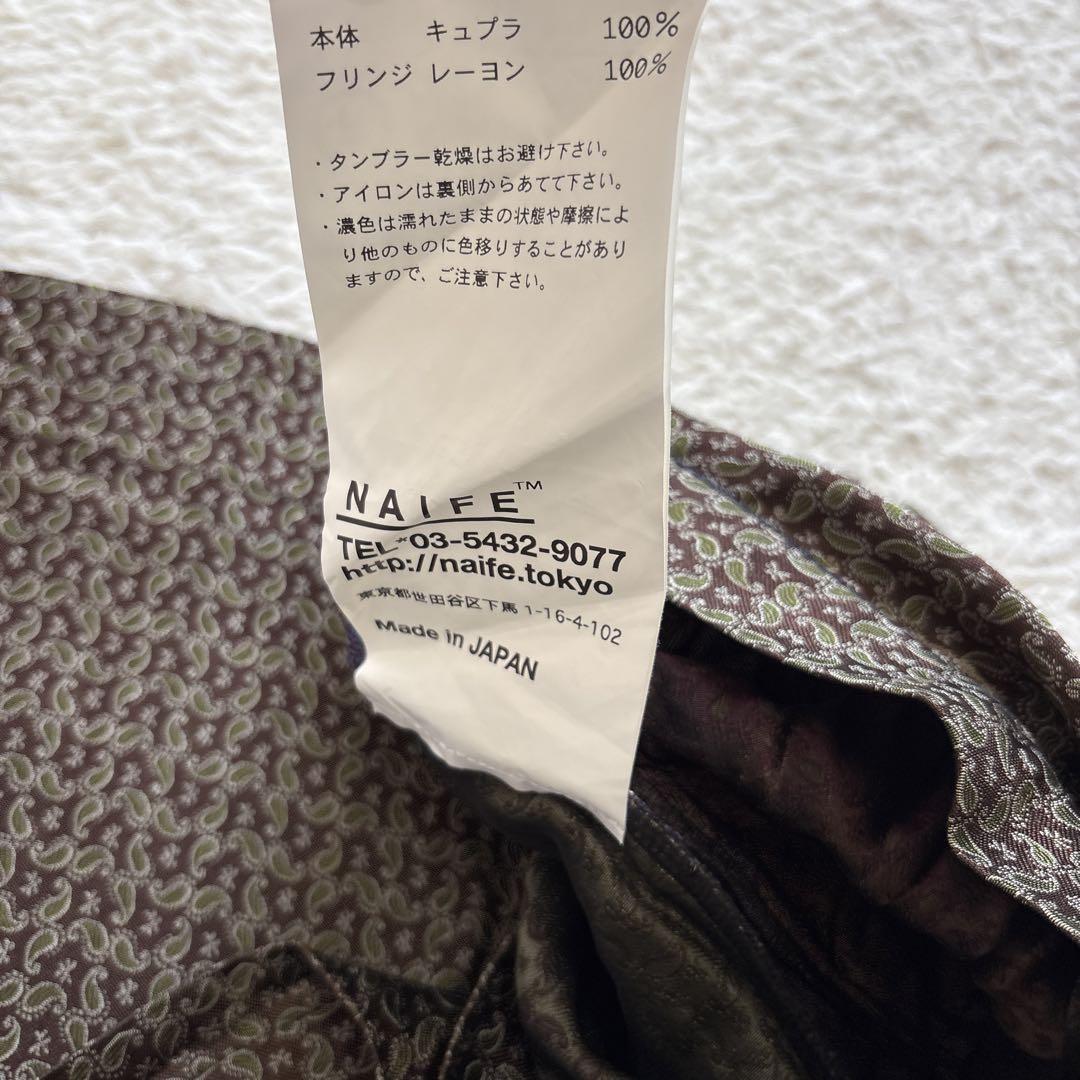 本体 キュプラ 100%
フリンジ レーヨン 100%
・タンブラー乾燥はお避け下さい。
・アイロンは裏側からあてて下さい。
・濃色は濡れたままの状態や摩擦によ
り他のものに色移りすることがあり
ますので、ご注意下さい。
NAIFE™
TEL*03-5432-9077
http://naife.tokyo
東京都世田谷区下馬 1-16-4-102
Made in JAPAN